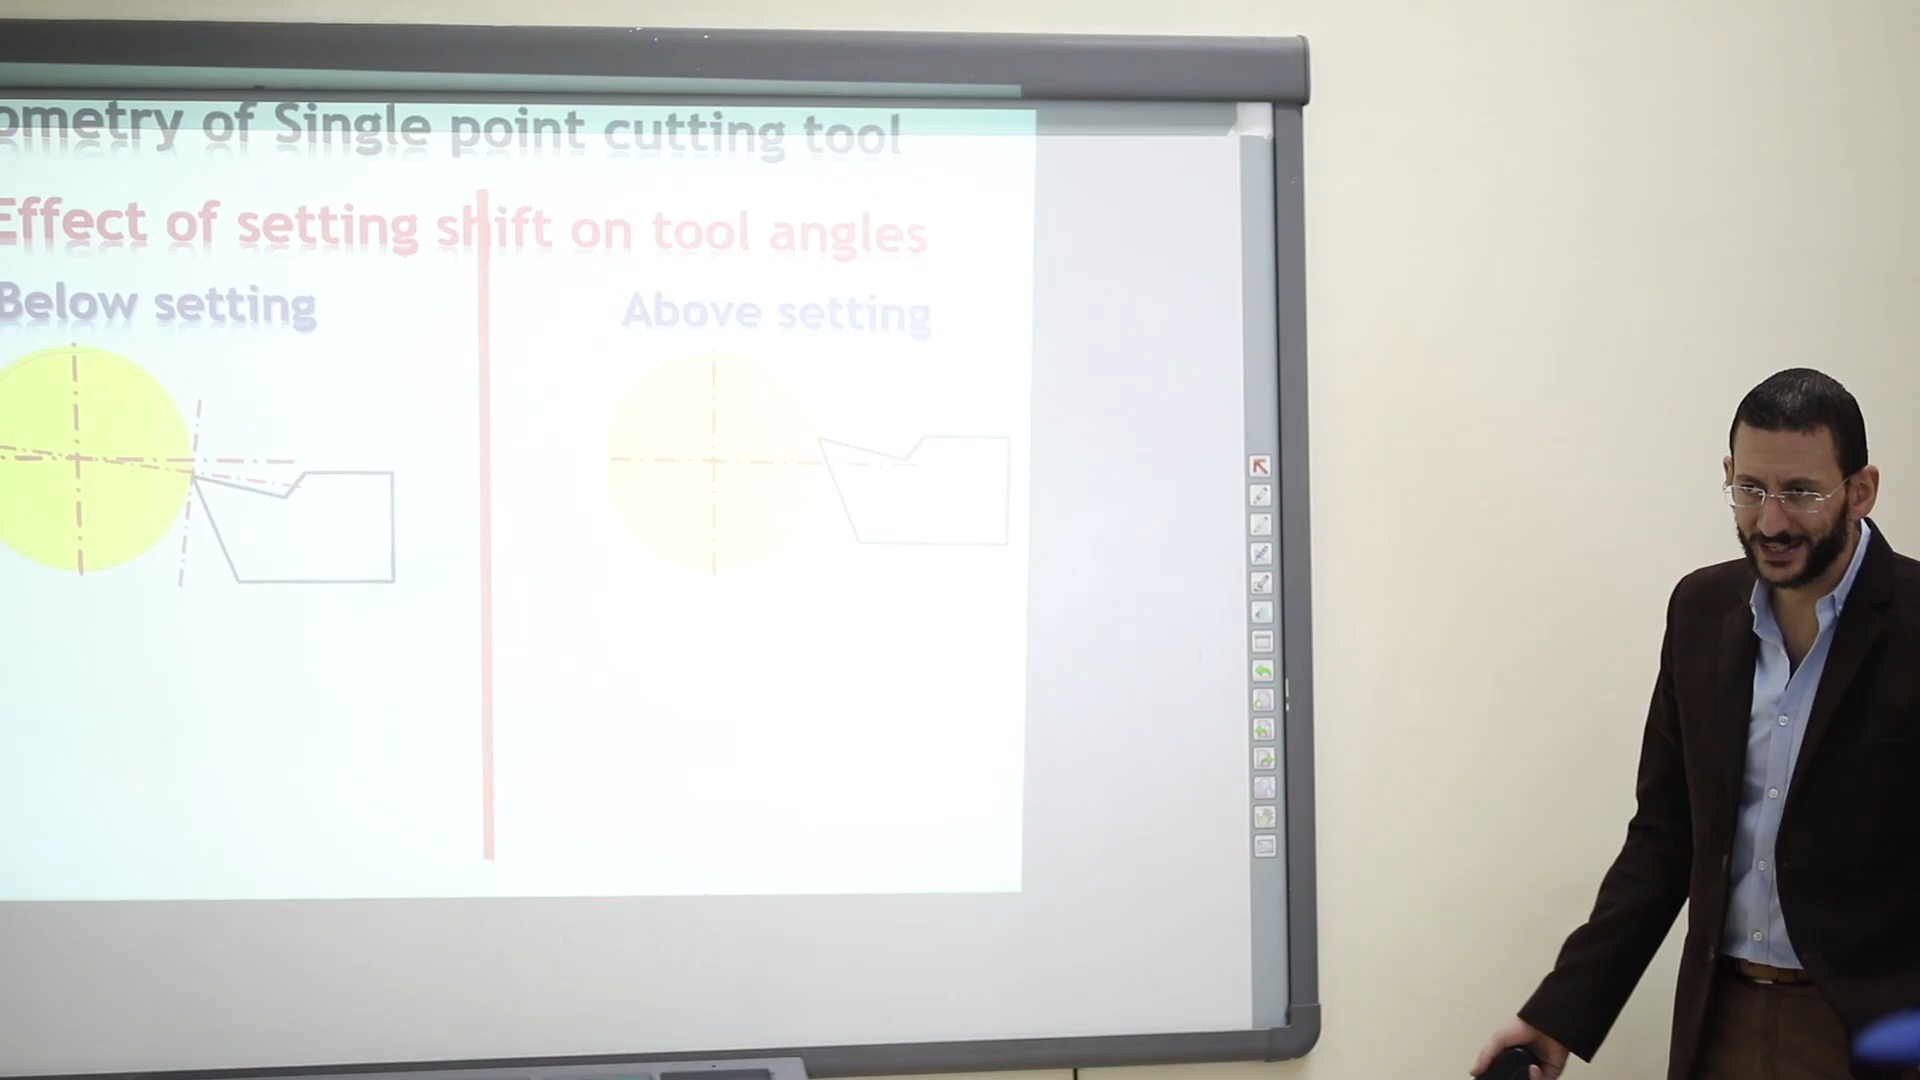 ometry of Single point cutting tool
Effect of setting shift on tool angles
Below setting
Above setting